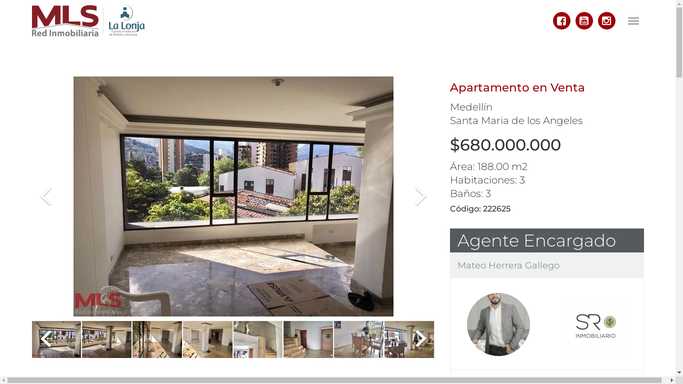 MLS
Red Inmobiliaria
La Lonja
Apartamento en Venta
Medellín
Santa Maria de los Angeles
$680.000.000
Área: 188.00 m2
Habitaciones: 3
Baños: 3
Código: 222625
Agente Encargado
Mateo Herrera Gallego
MLS
SR
INMOBILIARIO